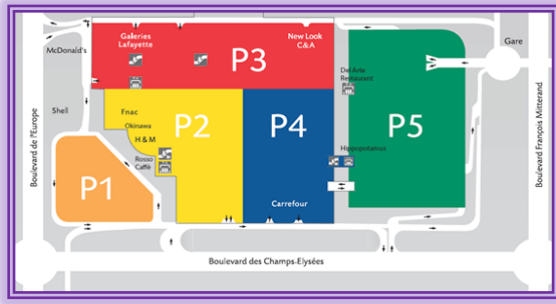 Galeries
Lafayette
New Look
C&A
Gare
McDonald's
P3
Del Arte
Restaurant
Shell
Fnac
Okinawa
H & M
P2
P4
P5
Rosso
Caffé
Hippopotamus
P1
Carrefour
Boulevard de l'Europe
Boulevard François Mitterand
Boulevard des Champs-Elysées